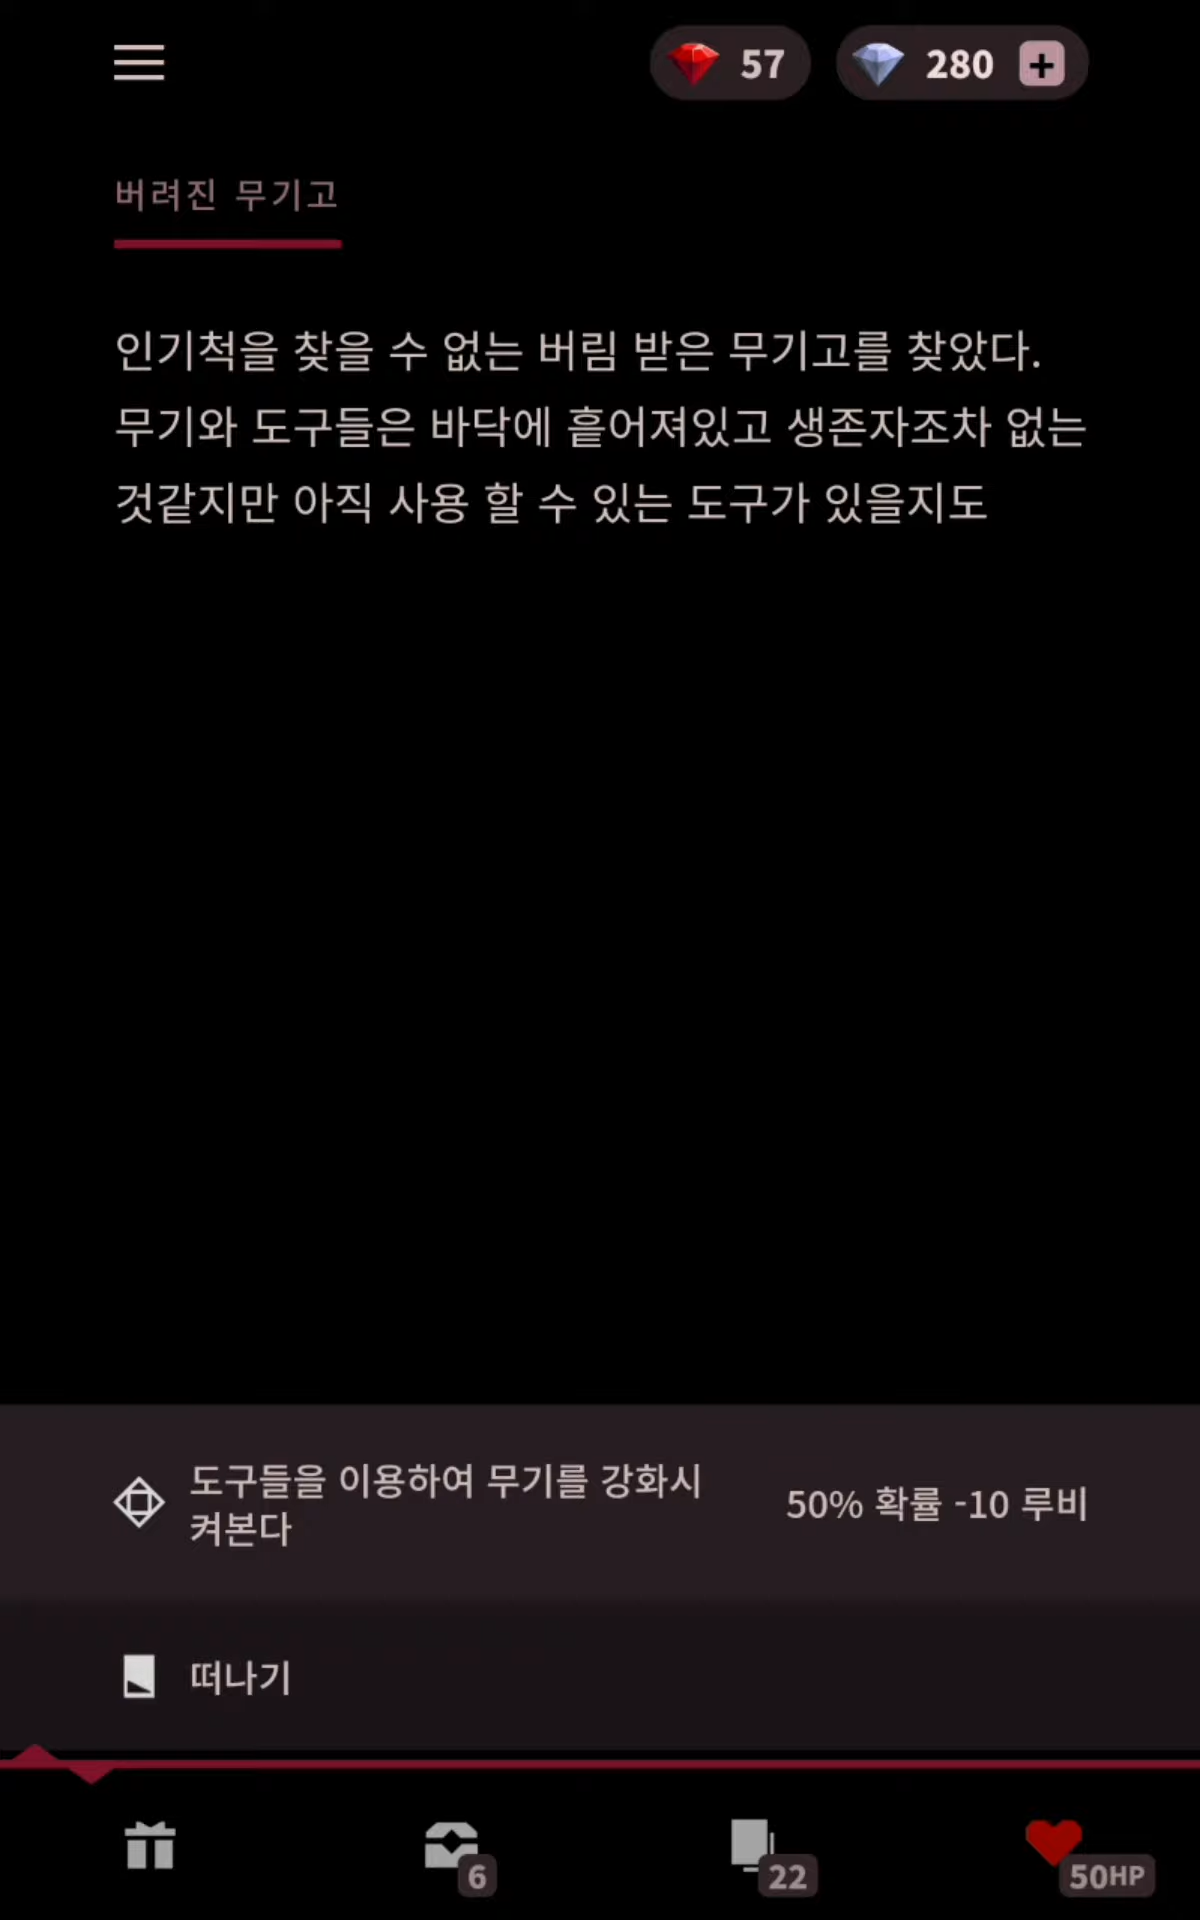 57 280 +
버려진 무기고
인기척을 찾을 수 없는 버림 받은 무기고를 찾았다.
무기와 도구들은 바닥에 흩어져있고 생존자조차 없는
것같지만 아직 사용 할 수 있는 도구가 있을지도
도구들을 이용하여 무기를 강화시
켜본다
50% 확률 -10 루비
떠나기
6 22 50HP